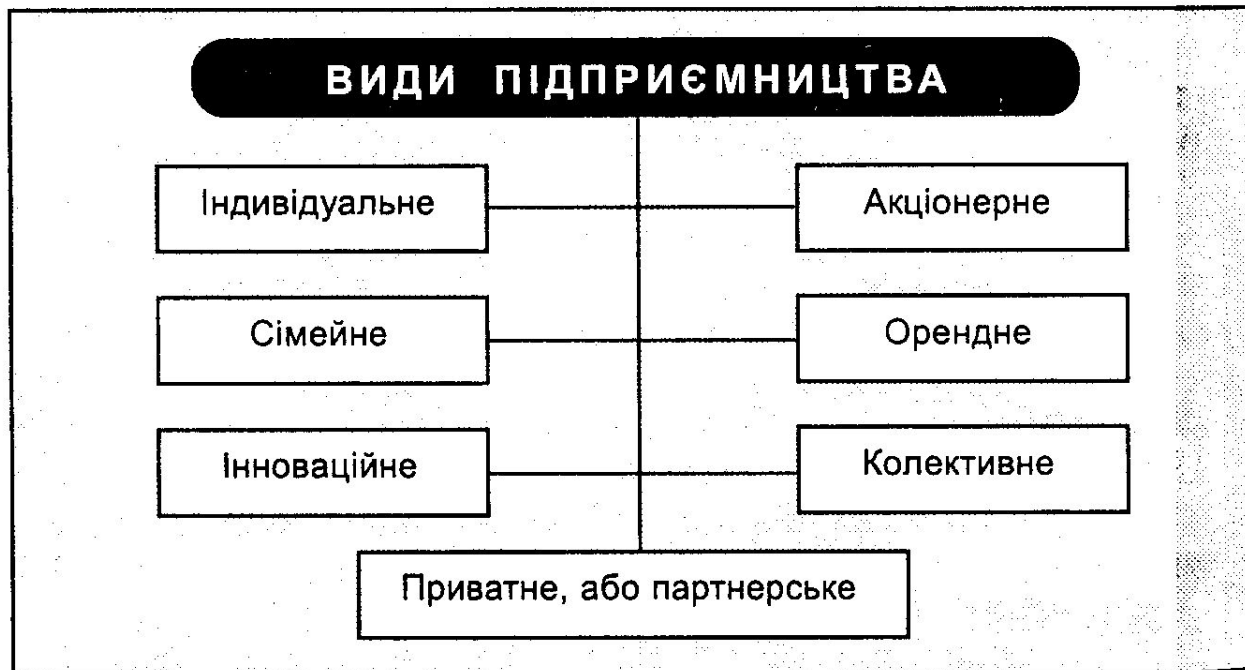 ВИДИ ПІДПРИЄМНИЦТВА
Індивідуальне
Акціонерне
Сімейне
Орендне
Інноваційне
Колективне
Приватне, або партнерське